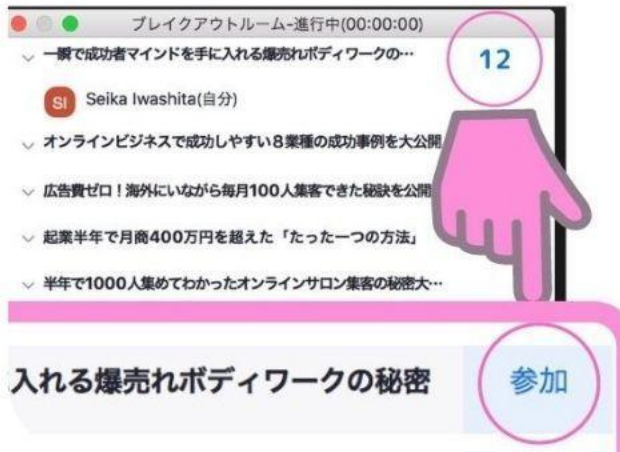 ブレイクアウトルーム-進行中(00:00:00)
一瞬で成功者マインドを手に入れる爆売れボディワークの…
12
SI
Seika Iwashita(自分)
オンラインビジネスで成功しやすい８業種の成功事例を大公開
広告費ゼロ！海外にいながら毎月100人集客できた秘訣を公開
起業半年で月商400万円を超えた「たった一つの方法」
半年で1000人集めてわかったオンラインサロン集客の秘密大…
入れる爆売れボディワークの秘密
参加